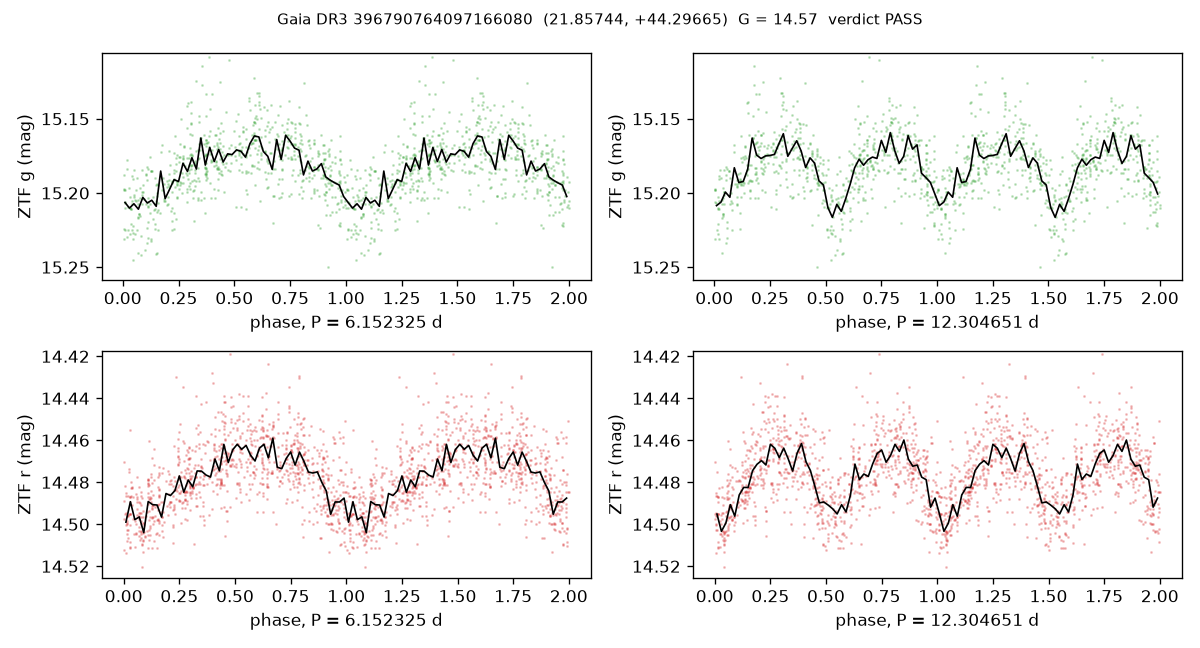 Gaia DR3 396790764097166080 (21.85744, +44.29665) G = 14.57 verdict PASS
ZTF g (mag)
15.15
15.20
15.25
0.00 0.25 0.50 0.75 1.00 1.25 1.50 1.75 2.00
phase, P = 6.152325 d
ZTF g (mag)
15.15
15.20
15.25
0.00 0.25 0.50 0.75 1.00 1.25 1.50 1.75 2.00
phase, P = 12.304651 d
ZTF r (mag)
14.42
14.44
14.46
14.48
14.50
14.52
0.00 0.25 0.50 0.75 1.00 1.25 1.50 1.75 2.00
phase, P = 6.152325 d
ZTF r (mag)
14.42
14.44
14.46
14.48
14.50
14.52
0.00 0.25 0.50 0.75 1.00 1.25 1.50 1.75 2.00
phase, P = 12.304651 d